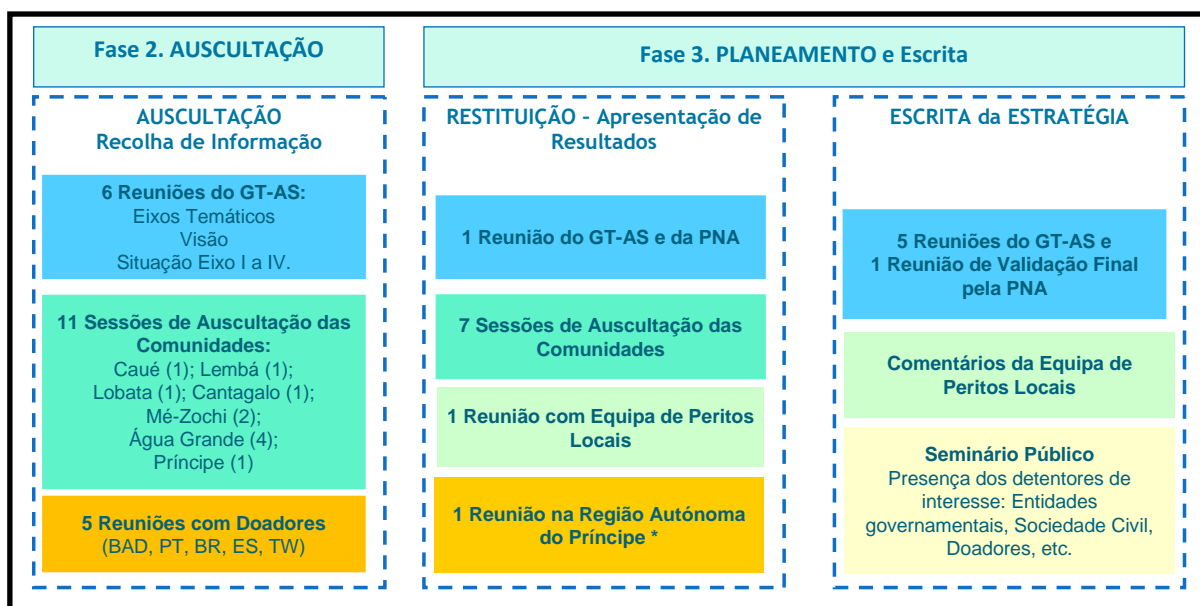 Fase 2. AUSCULTAÇÃO
AUSCULTAÇÃO
Recolha de Informação
6 Reuniões do GT-AS:
Eixos Temáticos
Visão
Situação Eixo I a IV.
11 Sessões de Auscultação das
Comunidades:
Caué (1); Lembá (1);
Lobata (1); Cantagalo (1);
Mé-Zochi (2);
Água Grande (4);
Príncipe (1)
5 Reuniões com Doadores
(BAD, PT, BR, ES, TW)
Fase 3. PLANEAMENTO e Escrita
RESTITUIÇÃO - Apresentação de
Resultados
1 Reunião do GT-AS e da PNA
7 Sessões de Auscultação das
Comunidades
1 Reunião com Equipa de Peritos
Locais
1 Reunião na Região Autónoma
do Príncipe *
ESCRITA da ESTRATÉGIA
5 Reuniões do GT-AS e
1 Reunião de Validação Final
pela PNA
Comentários da Equipa de
Peritos Locais
Seminário Público
Presença dos detentores de
interesse: Entidades
governamentais, Sociedade Civil,
Doadores, etc.